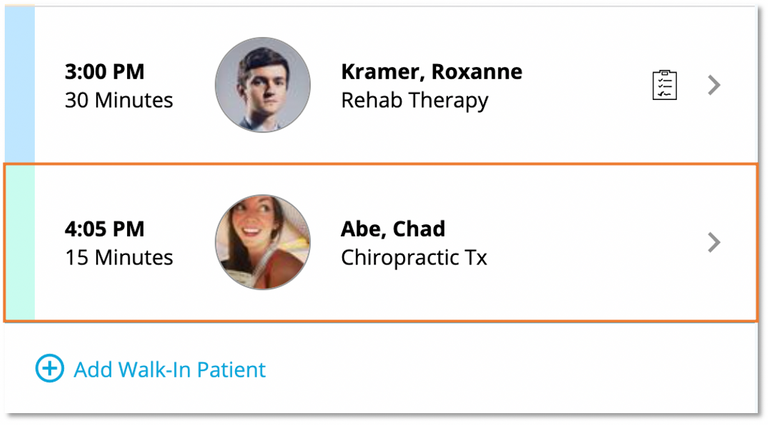 3:00 PM
30 Minutes
Kramer, Roxanne
Rehab Therapy
4:05 PM
15 Minutes
Abe, Chad
Chiropractic Tx
Add Walk-In Patient